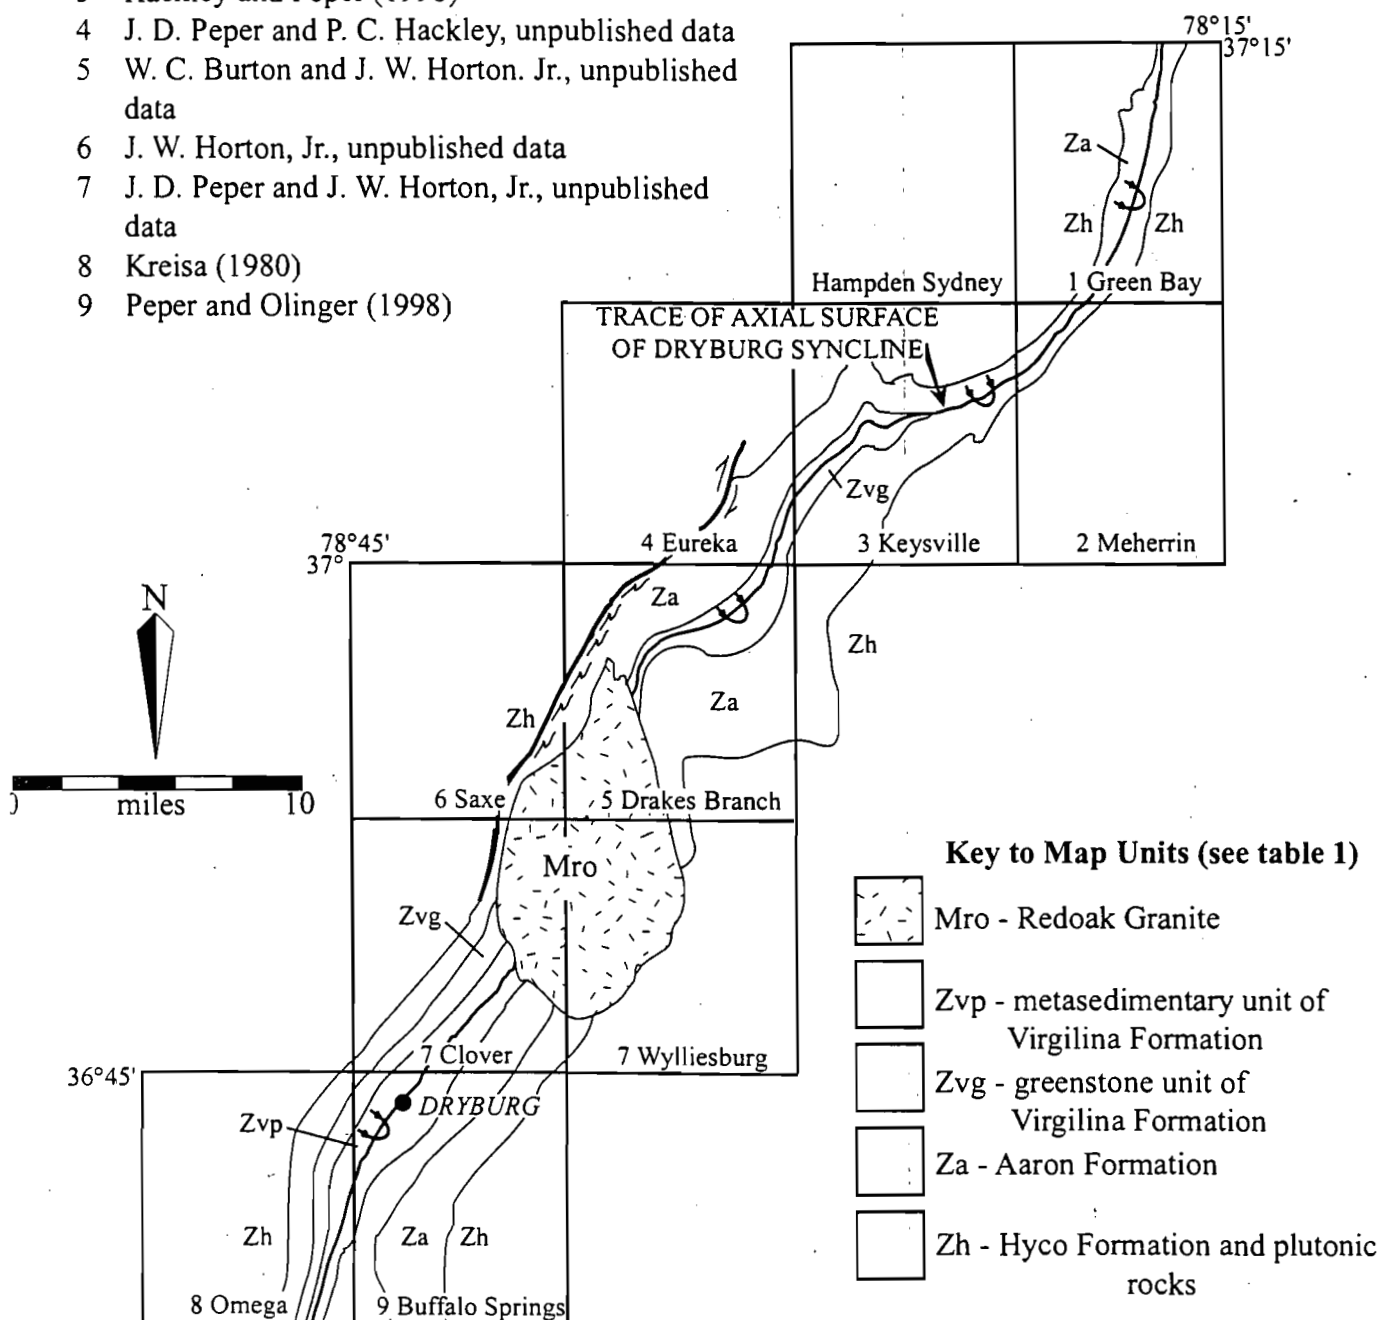 4 J. D. Peper and P. C. Hackley, unpublished data
5 W. C. Burton and J. W. Horton. Jr., unpublished
data
6 J. W. Horton, Jr., unpublished data
7 J. D. Peper and J. W. Horton, Jr., unpublished
data
8 Kreisa (1980)
9 Peper and Olinger (1998)
78°15'
37°15'
Za
Zh
Zh
Hampden Sydney
1 Green Bay
TRACE OF AXIAL SURFACE
OF DRYBURG SYNCLINE
Zvg
4 Eureka
3 Keysville
2 Meherrin
78°45'
37°
N
Za
Zh
Za
Zh
miles
10
6 Saxe
5 Drakes Branch
Mro
Zvg
7 Clover
7 Wylliesburg
36°45'
DRYBURG
Zvp
Zh
Za
Zh
8 Omega
9 Buffalo Springs
Key to Map Units (see table 1)
Mro - Redoak Granite
Zvp - metasedimentary unit of
Virgilina Formation
Zvg - greenstone unit of
Virgilina Formation
Za - Aaron Formation
Zh - Hyco Formation and plutonic
rocks